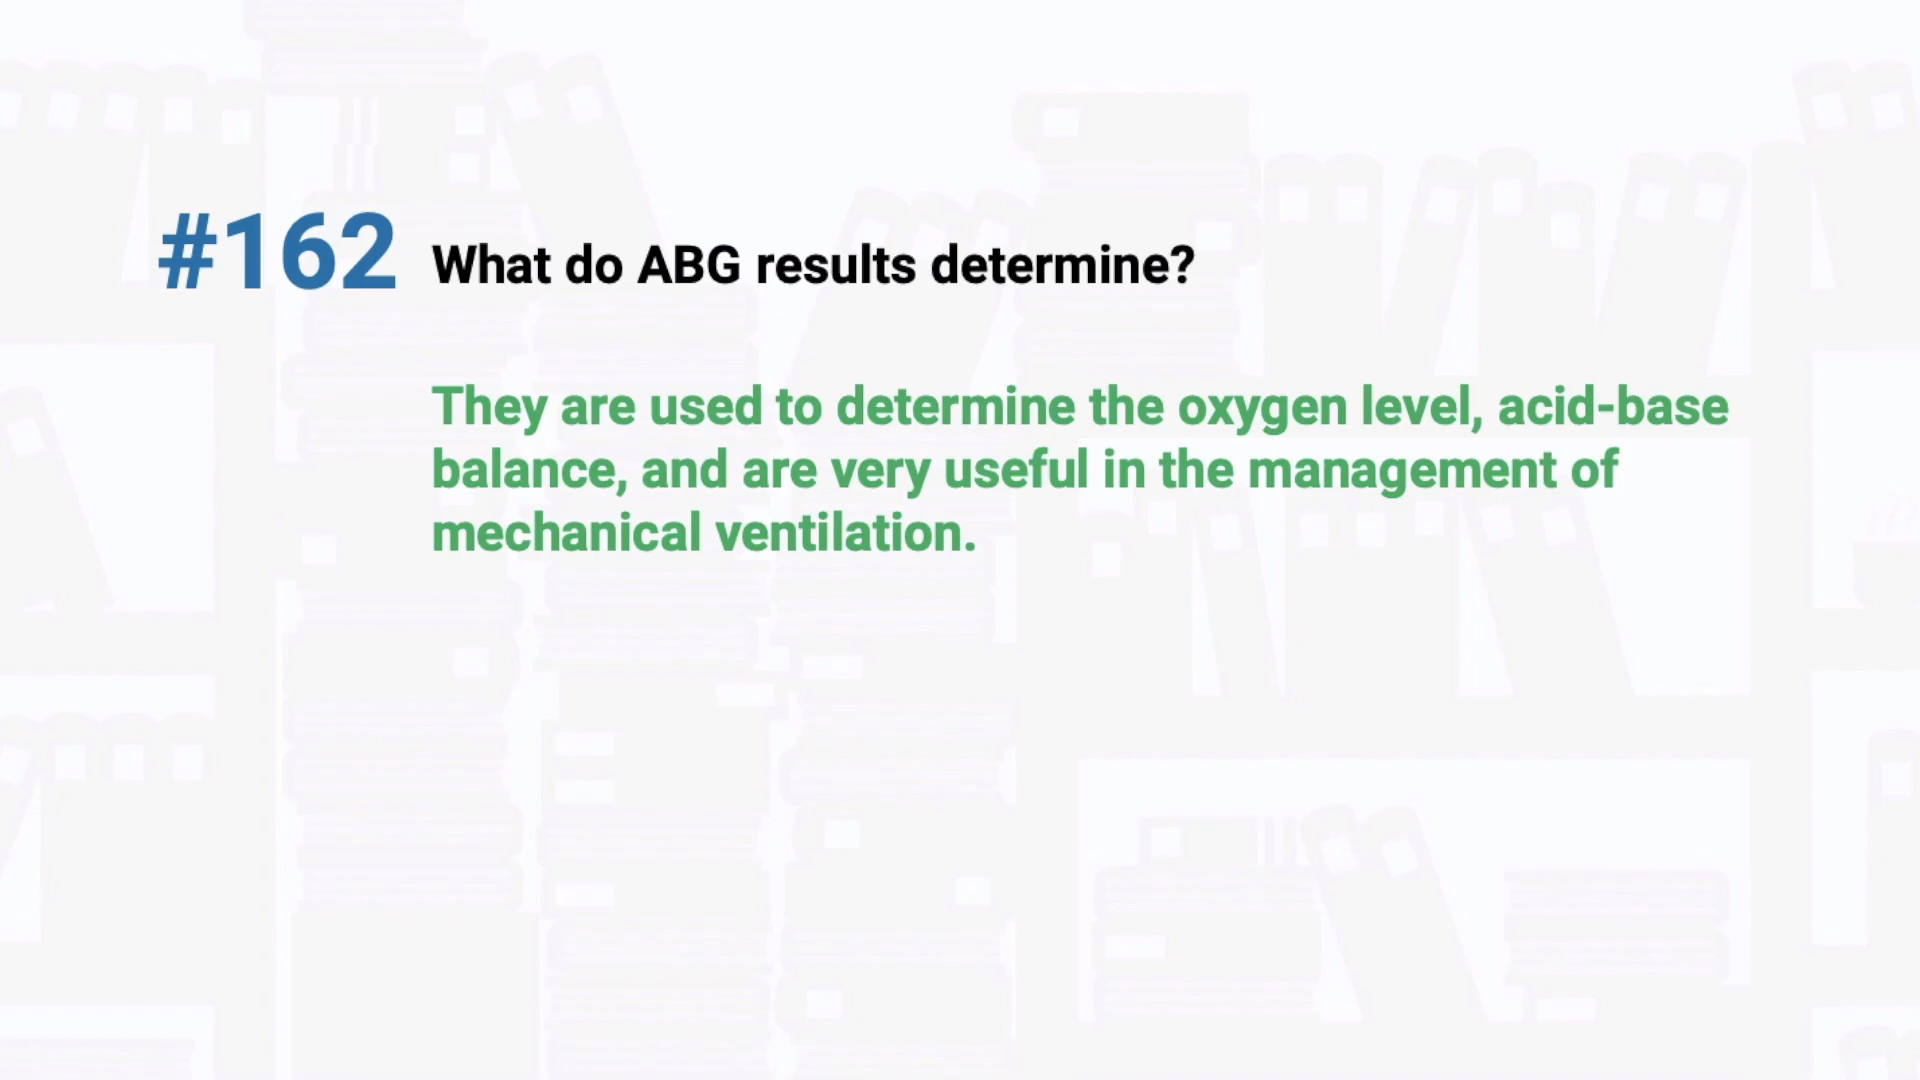 #162 What do ABG results determine?
They are used to determine the oxygen level, acid-base
balance, and are very useful in the management of
mechanical ventilation.